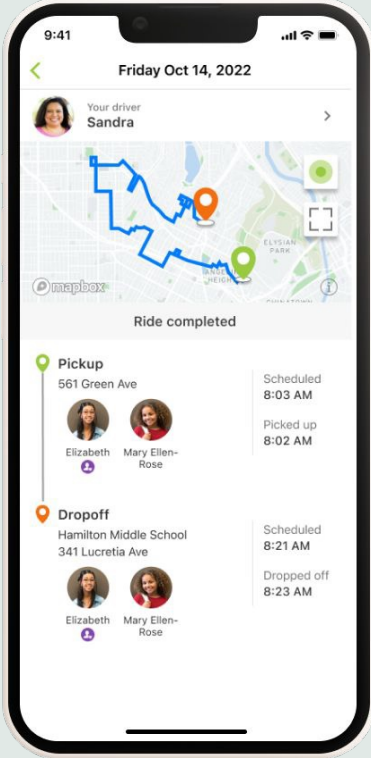 9:41
Friday Oct 14, 2022
Your driver
Sandra
ELYSIAN
PARK
mapbox
Ride completed
Pickup
561 Green Ave
Scheduled
8:03 AM
Picked up
8:02 AM
Elizabeth
Mary Ellen-
Rose
Dropoff
Hamilton Middle School
341 Lucretia Ave
Scheduled
8:21 AM
Dropped off
8:23 AM
Elizabeth
Mary Ellen-
Rose